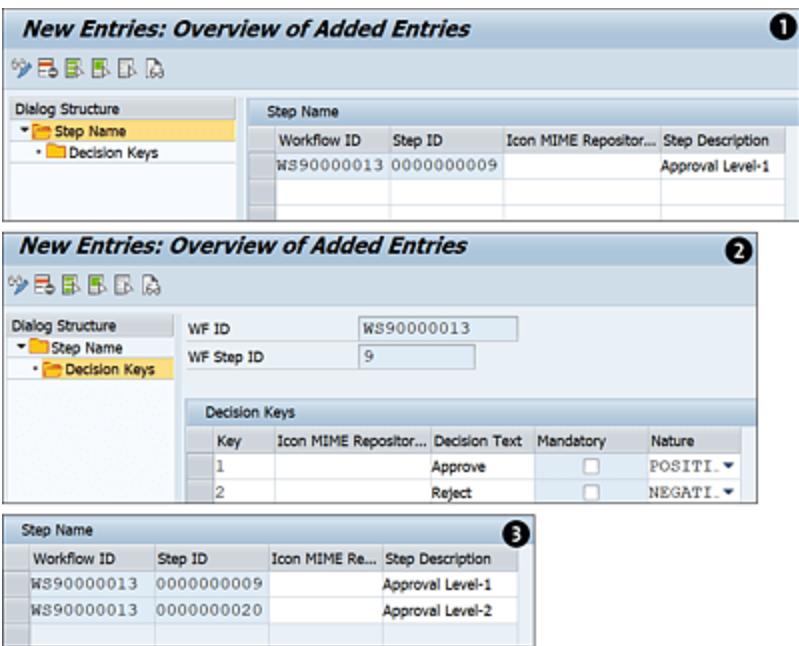 New Entries: Overview of Added Entries
1
Dialog Structure
Step Name
Decision Keys
Step Name
Workflow ID Step ID Icon MIME Repositor... Step Description
WS90000013 0000000009 Approval Level-1
New Entries: Overview of Added Entries
2
Dialog Structure
Step Name
Decision Keys
WF ID WS90000013
WF Step ID 9
Decision Keys
Key Icon MIME Repositor... Decision Text Mandatory Nature
1 Approve POSITI…
2 Reject NEGATI…
Step Name
3
Workflow ID Step ID Icon MIME Re... Step Description
WS90000013 0000000009 Approval Level-1
WS90000013 0000000020 Approval Level-2